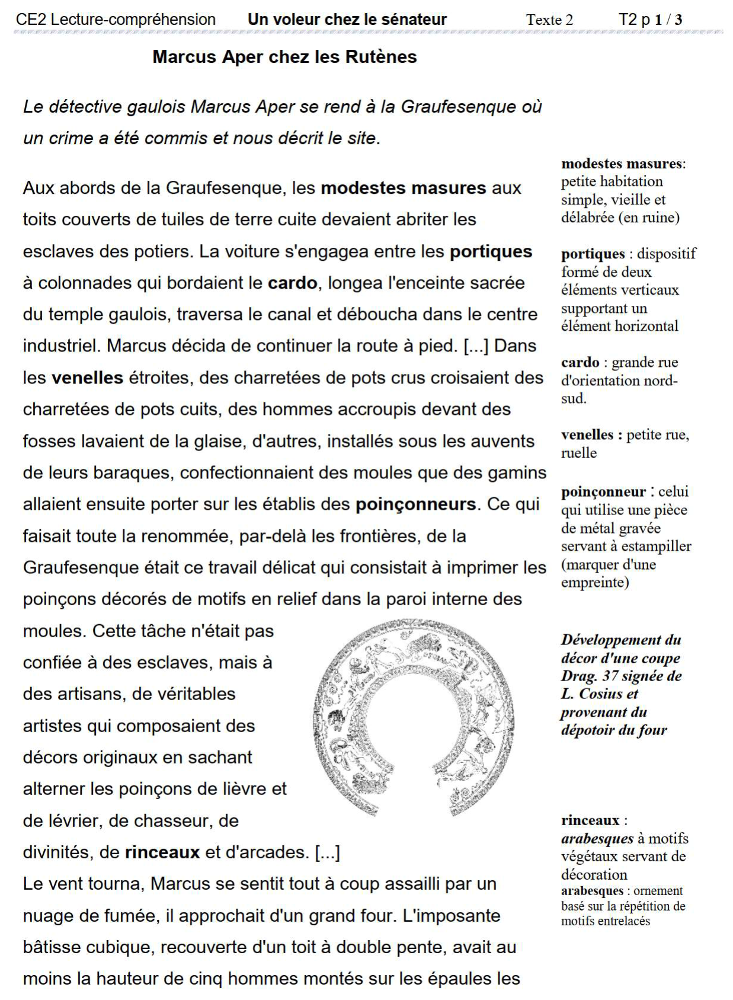 CE2 Lecture-compréhension Un voleur chez le sénateur Texte 2 T2 p 1 / 3
Marcus Aper chez les Rutènes
Le détective gaulois Marcus Aper se rend à la Graufesenque où
un crime a été commis et nous décrit le site.
Aux abords de la Graufesenque, les modestes masures aux
toits couverts de tuiles de terre cuite devaient abriter les
esclaves des potiers. La voiture s'engagea entre les portiques
à colonnades qui bordaient le cardo, longea l'enceinte sacrée
du temple gaulois, traversa le canal et déboucha dans le centre
industriel. Marcus décida de continuer la route à pied. [...] Dans
les venelles étroites, des charretées de pots crus croisaient des
charretées de pots cuits, des hommes accroupis devant des
fosses lavaient de la glaise, d'autres, installés sous les auvents
de leurs baraques, confectionnaient des moules que des gamins
allaient ensuite porter sur les établis des poinçonneurs. Ce qui
faisait toute la renommée, par-delà les frontières, de la
Graufesenque était ce travail délicat qui consistait à imprimer les
poinçons décorés de motifs en relief dans la paroi interne des
moules. Cette tâche n'était pas
confiée à des esclaves, mais à
des artisans, de véritables
artistes qui composaient des
décors originaux en sachant
alterner les poinçons de lièvre et
de lévrier, de chasseur, de
divinités, de rinceaux et d'arcades. [...]
Le vent tourna, Marcus se sentit tout à coup assailli par un
nuage de fumée, il approchait d'un grand four. L'imposante
bâtisse cubique, recouverte d'un toit à double pente, avait au
moins la hauteur de cinq hommes montés sur les épaules les
modestes masures:
petite habitation
simple, vieille et
délabrée (en ruine)
portiques : dispositif
formé de deux
éléments verticaux
supportant un
élément horizontal
cardo : grande rue
d'orientation nord-
sud.
venelles : petite rue,
ruelle
poinçonneur : celui
qui utilise une pièce
de métal gravée
servant à estampiller
(marquer d'une
empreinte)
Développement du
décor d'une coupe
Drag. 37 signée de
L. Cosius et
provenant du
dépotoir du four
rinceaux :
arabesques à motifs
végétaux servant de
décoration
arabesques : ornement
basé sur la répétition de
motifs entrelacés